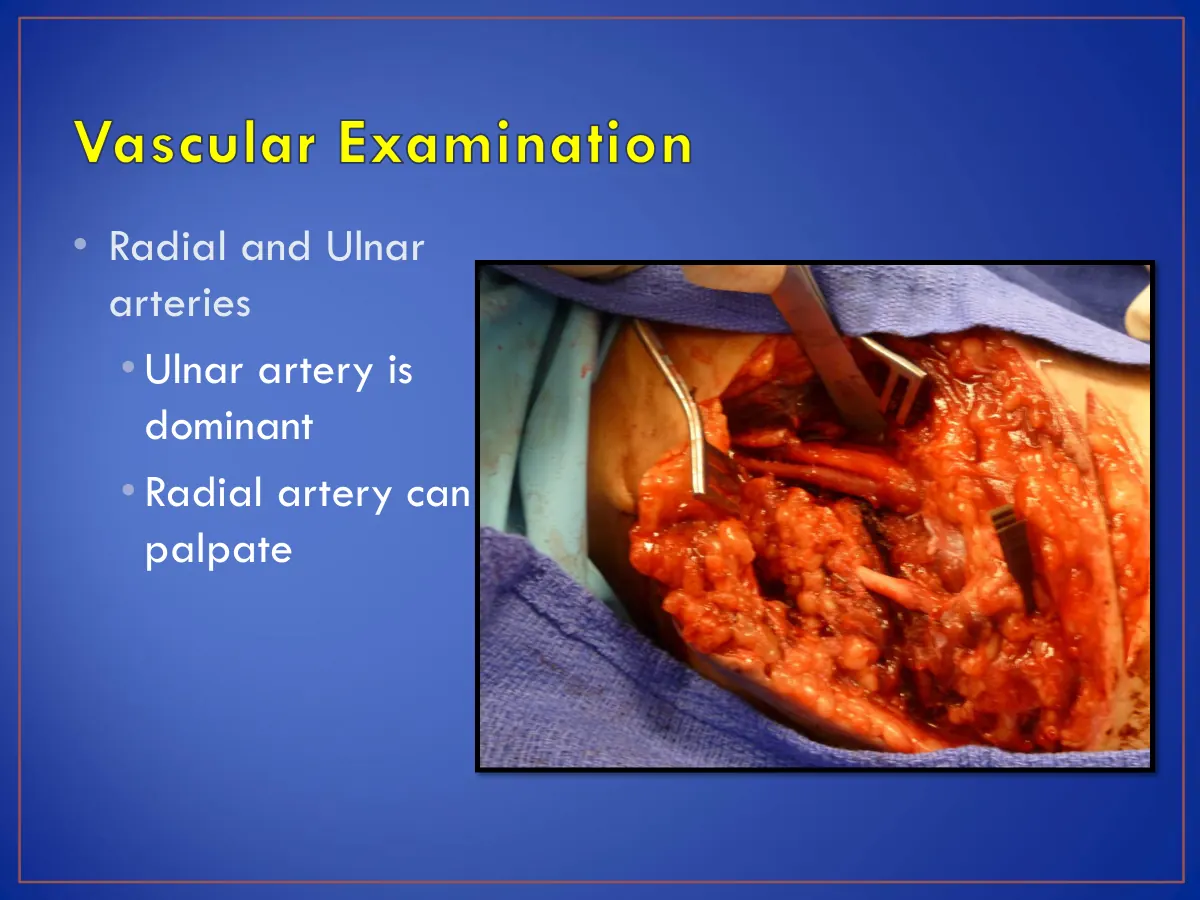 Vascular Examination
• Radial and Ulnar
arteries
• Ulnar artery is
dominant
• Radial artery can
palpate